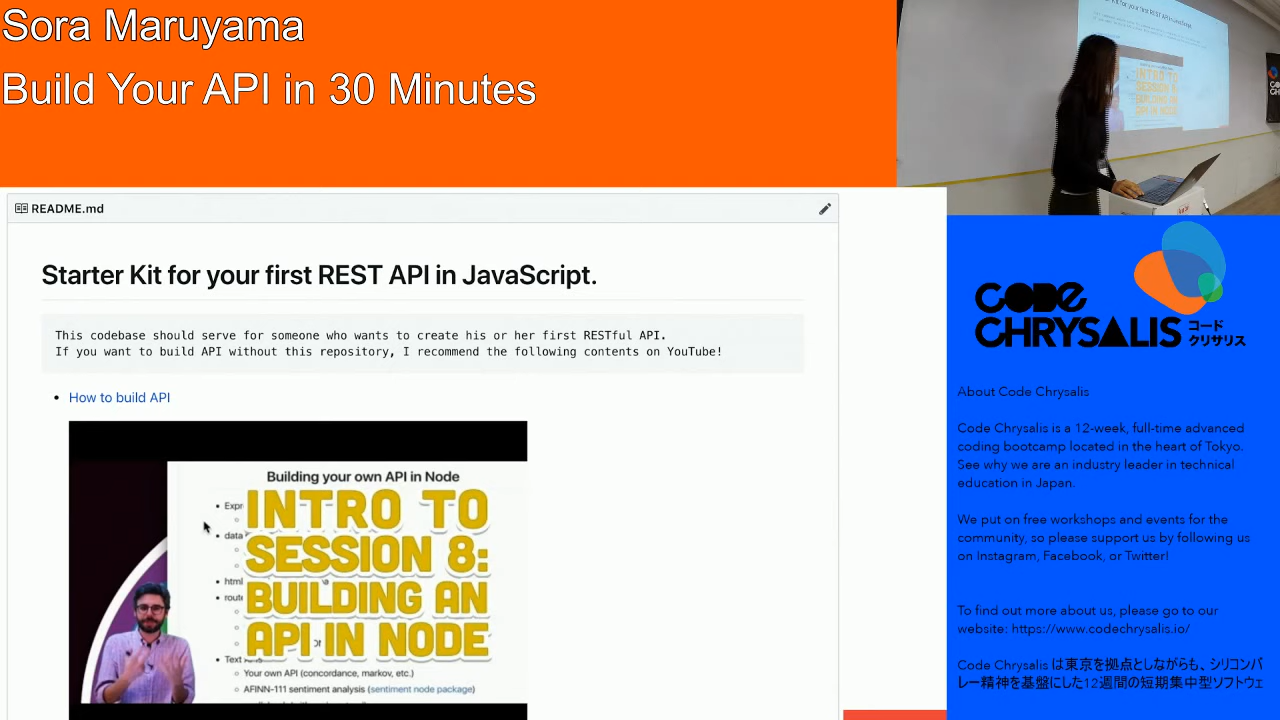 Sora Maruyama
Build Your API in 30 Minutes
README.md
Starter Kit for your first REST API in JavaScript.
This codebase should serve for someone who wants to create his or her first RESTful API.
If you want to build API without this repository, I recommend the following contents on YouTube!
• How to build API
Building your own API in Node
INTRO TO
SESSION 8:
BUILDING AN
API IN NODE
Your own API (concordance, markov, etc.)
AFINN-111 sentiment analysis (sentiment node package)
INTRO TO
SESSION 8:
BUILDING AN
API IN NODE
CODE
CHRYSALIS
コード
クリサリス
About Code Chrysalis
Code Chrysalis is a 12-week, full-time advanced
coding bootcamp located in the heart of Tokyo.
See why we are an industry leader in technical
education in Japan.
We put on free workshops and events for the
community, so please support us by following us
on Instagram, Facebook, or Twitter!
To find out more about us, please go to our
website: https://www.codechrysalis.io/
Code Chrysalis は東京を拠点としながらも、シリコンバ
レー精神を基盤にした12週間の短期集中型ソフトウェ